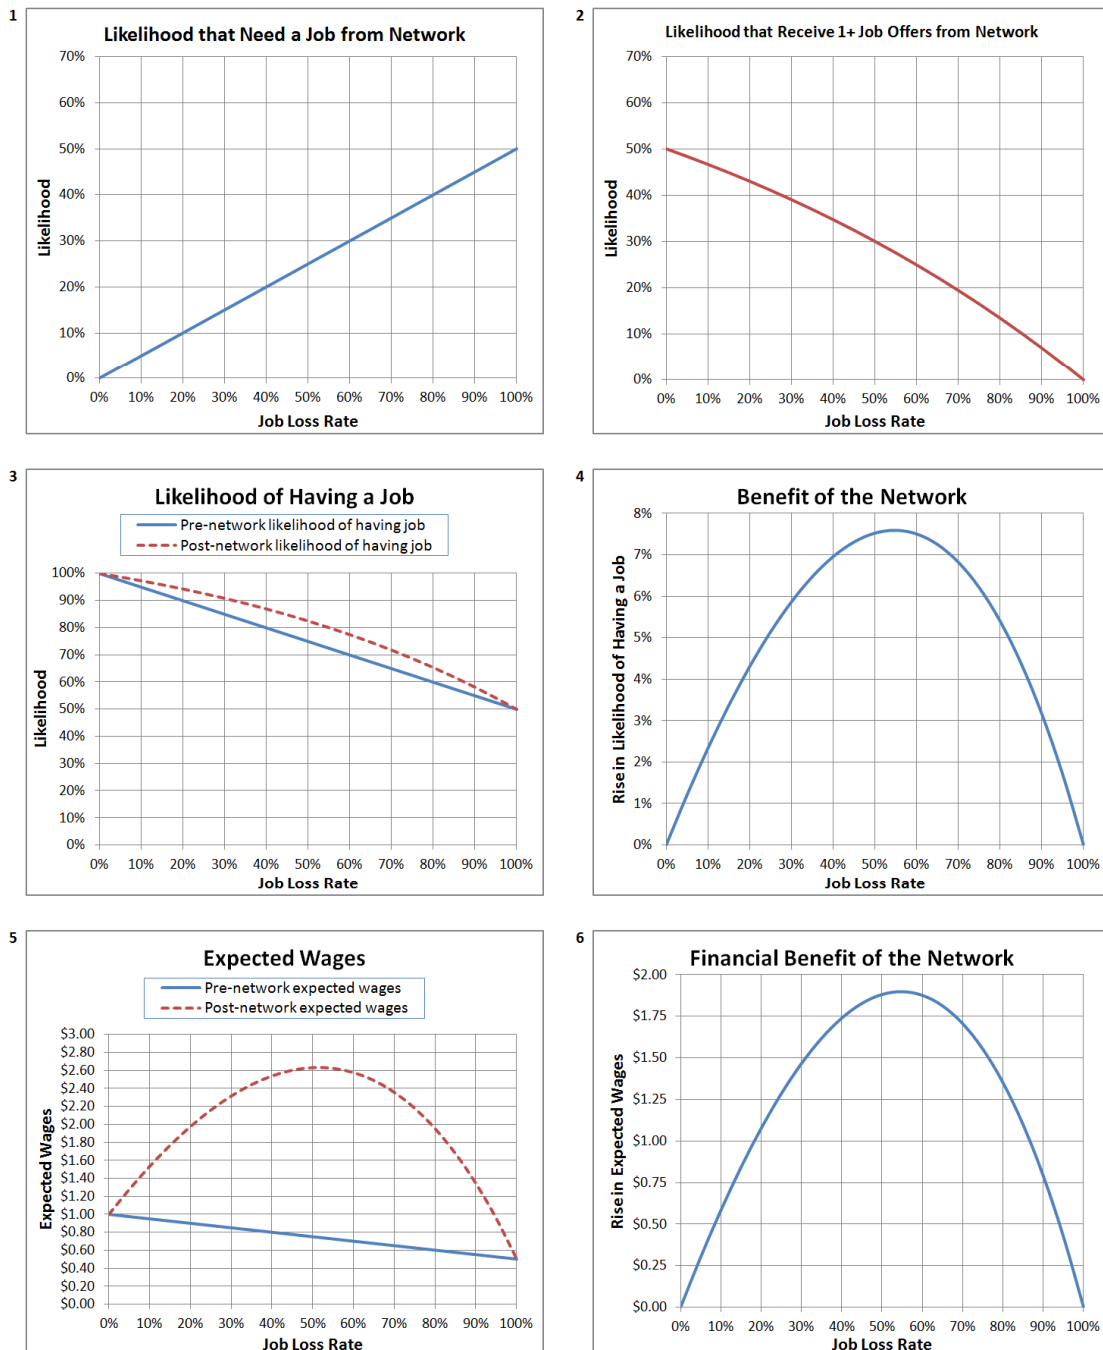 1
Likelihood that Need a Job from Network
70%
60%
50%
40%
30%
20%
10%
0%
Likelihood
0% 10% 20% 30% 40% 50% 60% 70% 80% 90% 100%
Job Loss Rate
2
Likelihood that Receive 1+ Job Offers from Network
70%
60%
50%
40%
30%
20%
10%
0%
Likelihood
0% 10% 20% 30% 40% 50% 60% 70% 80% 90% 100%
Job Loss Rate
3
Likelihood of Having a Job
Pre-network likelihood of having job
Post-network likelihood of having job
100%
90%
80%
70%
60%
50%
40%
30%
20%
10%
0%
Likelihood
0% 10% 20% 30% 40% 50% 60% 70% 80% 90% 100%
Job Loss Rate
4
Benefit of the Network
8%
7%
6%
5%
4%
3%
2%
1%
0%
Rise in Likelihood of Having a Job
0% 10% 20% 30% 40% 50% 60% 70% 80% 90% 100%
Job Loss Rate
5
Expected Wages
Pre-network expected wages
Post-network expected wages
$3.00
$2.80
$2.60
$2.40
$2.20
$2.00
$1.80
$1.60
$1.40
$1.20
$1.00
$0.80
$0.60
$0.40
$0.20
$0.00
Expected Wages
0% 10% 20% 30% 40% 50% 60% 70% 80% 90% 100%
Job Loss Rate
6
Financial Benefit of the Network
$2.00
$1.75
$1.50
$1.25
$1.00
$0.75
$0.50
$0.25
$0.00
Rise in Expected Wages
0% 10% 20% 30% 40% 50% 60% 70% 80% 90% 100%
Job Loss Rate